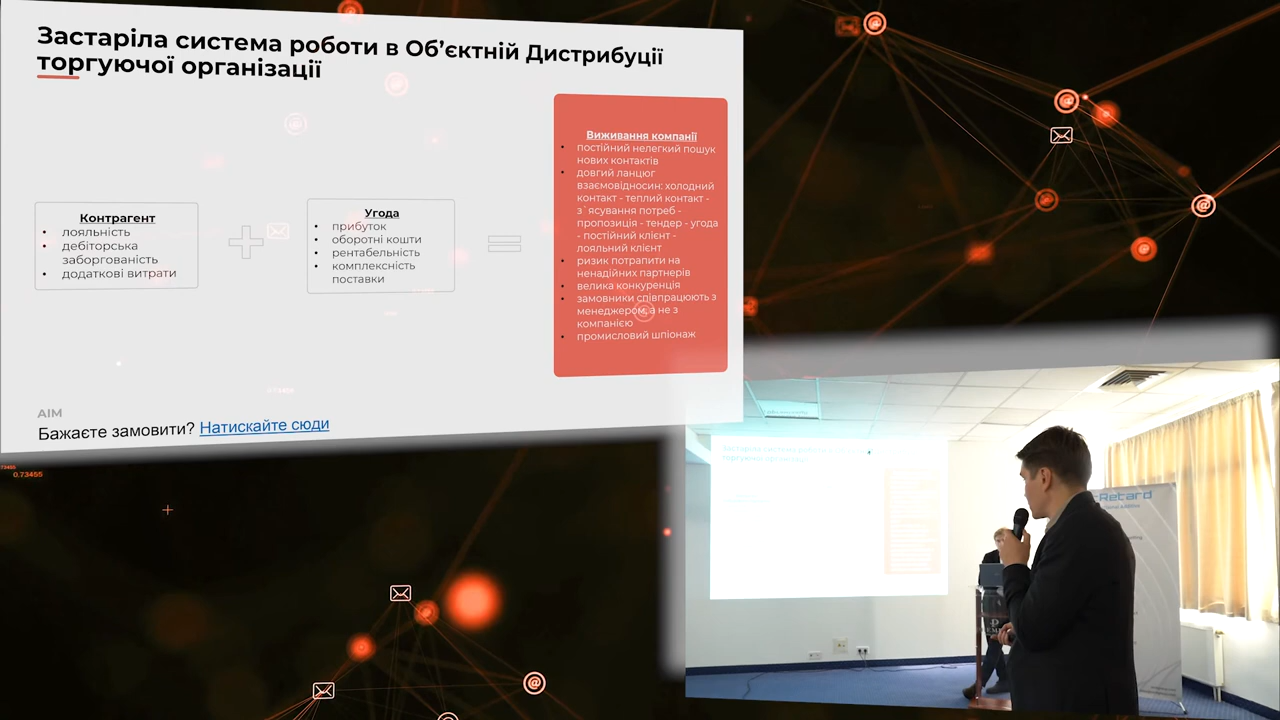 Застаріла система роботи в Об’єктній Дистрибуції
торгуючої організації
Контрагент
• лояльність
• дебіторська
заборгованість
• додаткові витрати
Угода
• прибуток
• оборотні кошти
• рентабельність
• комплексність
поставки
Виживання компанії
• постійний нелегкий пошук
нових контактів
• довгий ланцюг
взаємовідносин: холодний
контакт - теплий контакт -
з`ясування потреб -
пропозиція - тендер - угода
- постійний клієнт -
лояльний клієнт
• ризик потрапити на
ненадійних партнерів
• велика конкуренція
• замовники співпрацюють з
менеджером, а не з
компанією
• промисловий шпіонаж
AIM
Бажаєте замовити? Натискайте сюди
0.73455
Retard